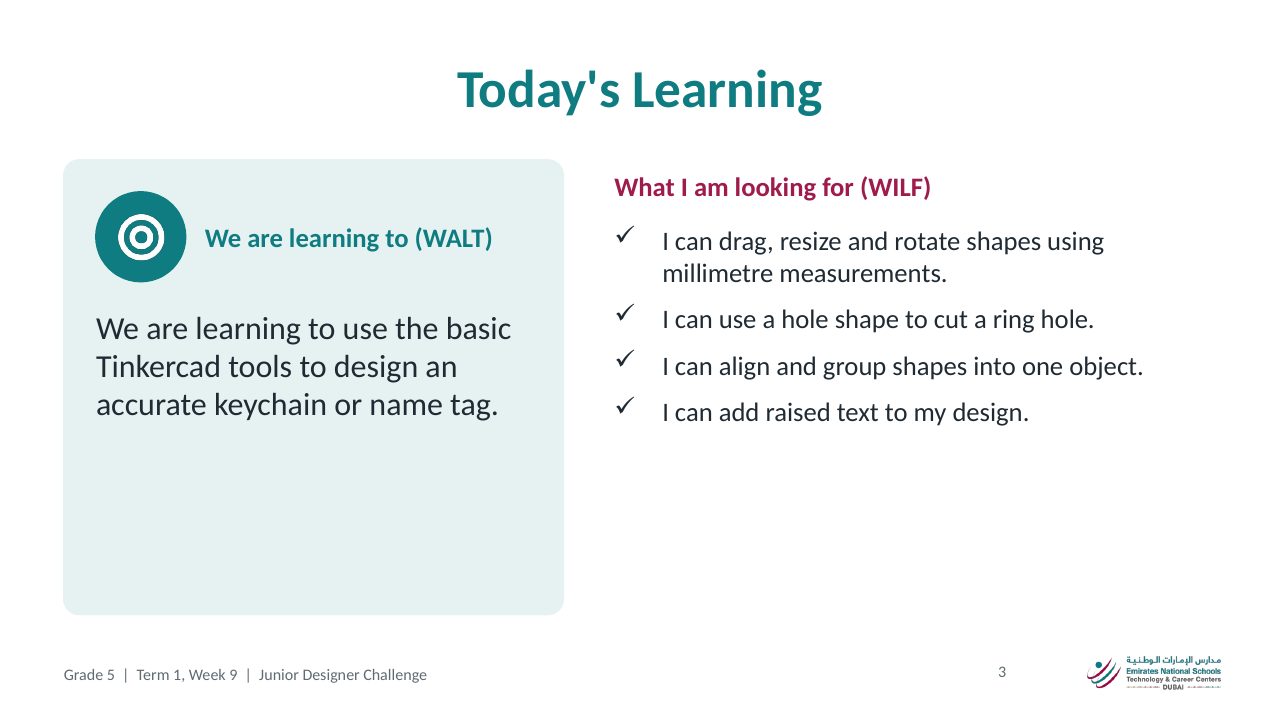 Today's Learning
We are learning to (WALT)
We are learning to use the basic
Tinkercad tools to design an
accurate keychain or name tag.
What I am looking for (WILF)
✓ I can drag, resize and rotate shapes using
millimetre measurements.
✓ I can use a hole shape to cut a ring hole.
✓ I can align and group shapes into one object.
✓ I can add raised text to my design.
Grade 5 | Term 1, Week 9 | Junior Designer Challenge
3
مدارس الإمارات الوطنية
Emirates National Schools
Technology & Career Centers
DUBAI